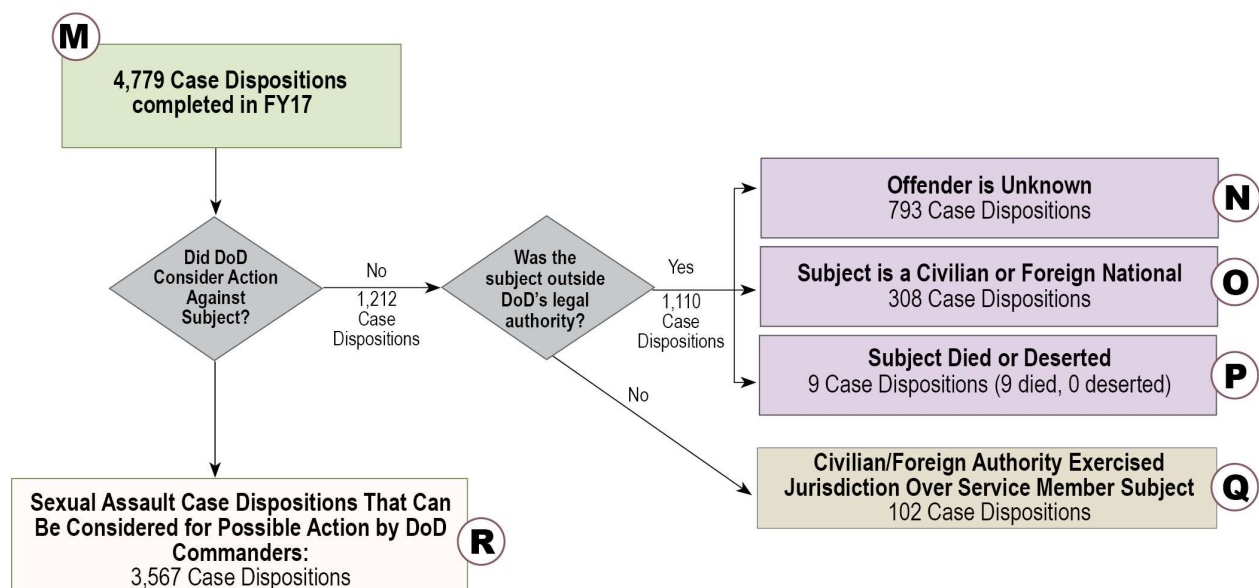 M
4,779 Case Dispositions
completed in FY17
Did DoD
Consider Action
Against
Subject?
No
1,212
Case
Dispositions
Was the
subject outside
DoD's legal
authority?
Yes
1,110
Case
Dispositions
No
Offender is Unknown
793 Case Dispositions
N
Subject is a Civilian or Foreign National
308 Case Dispositions
O
Subject Died or Deserted
9 Case Dispositions (9 died, 0 deserted)
P
Civilian/Foreign Authority Exercised
Jurisdiction Over Service Member Subject
102 Case Dispositions
Q
Sexual Assault Case Dispositions That Can
Be Considered for Possible Action by DoD
Commanders:
3,567 Case Dispositions
R